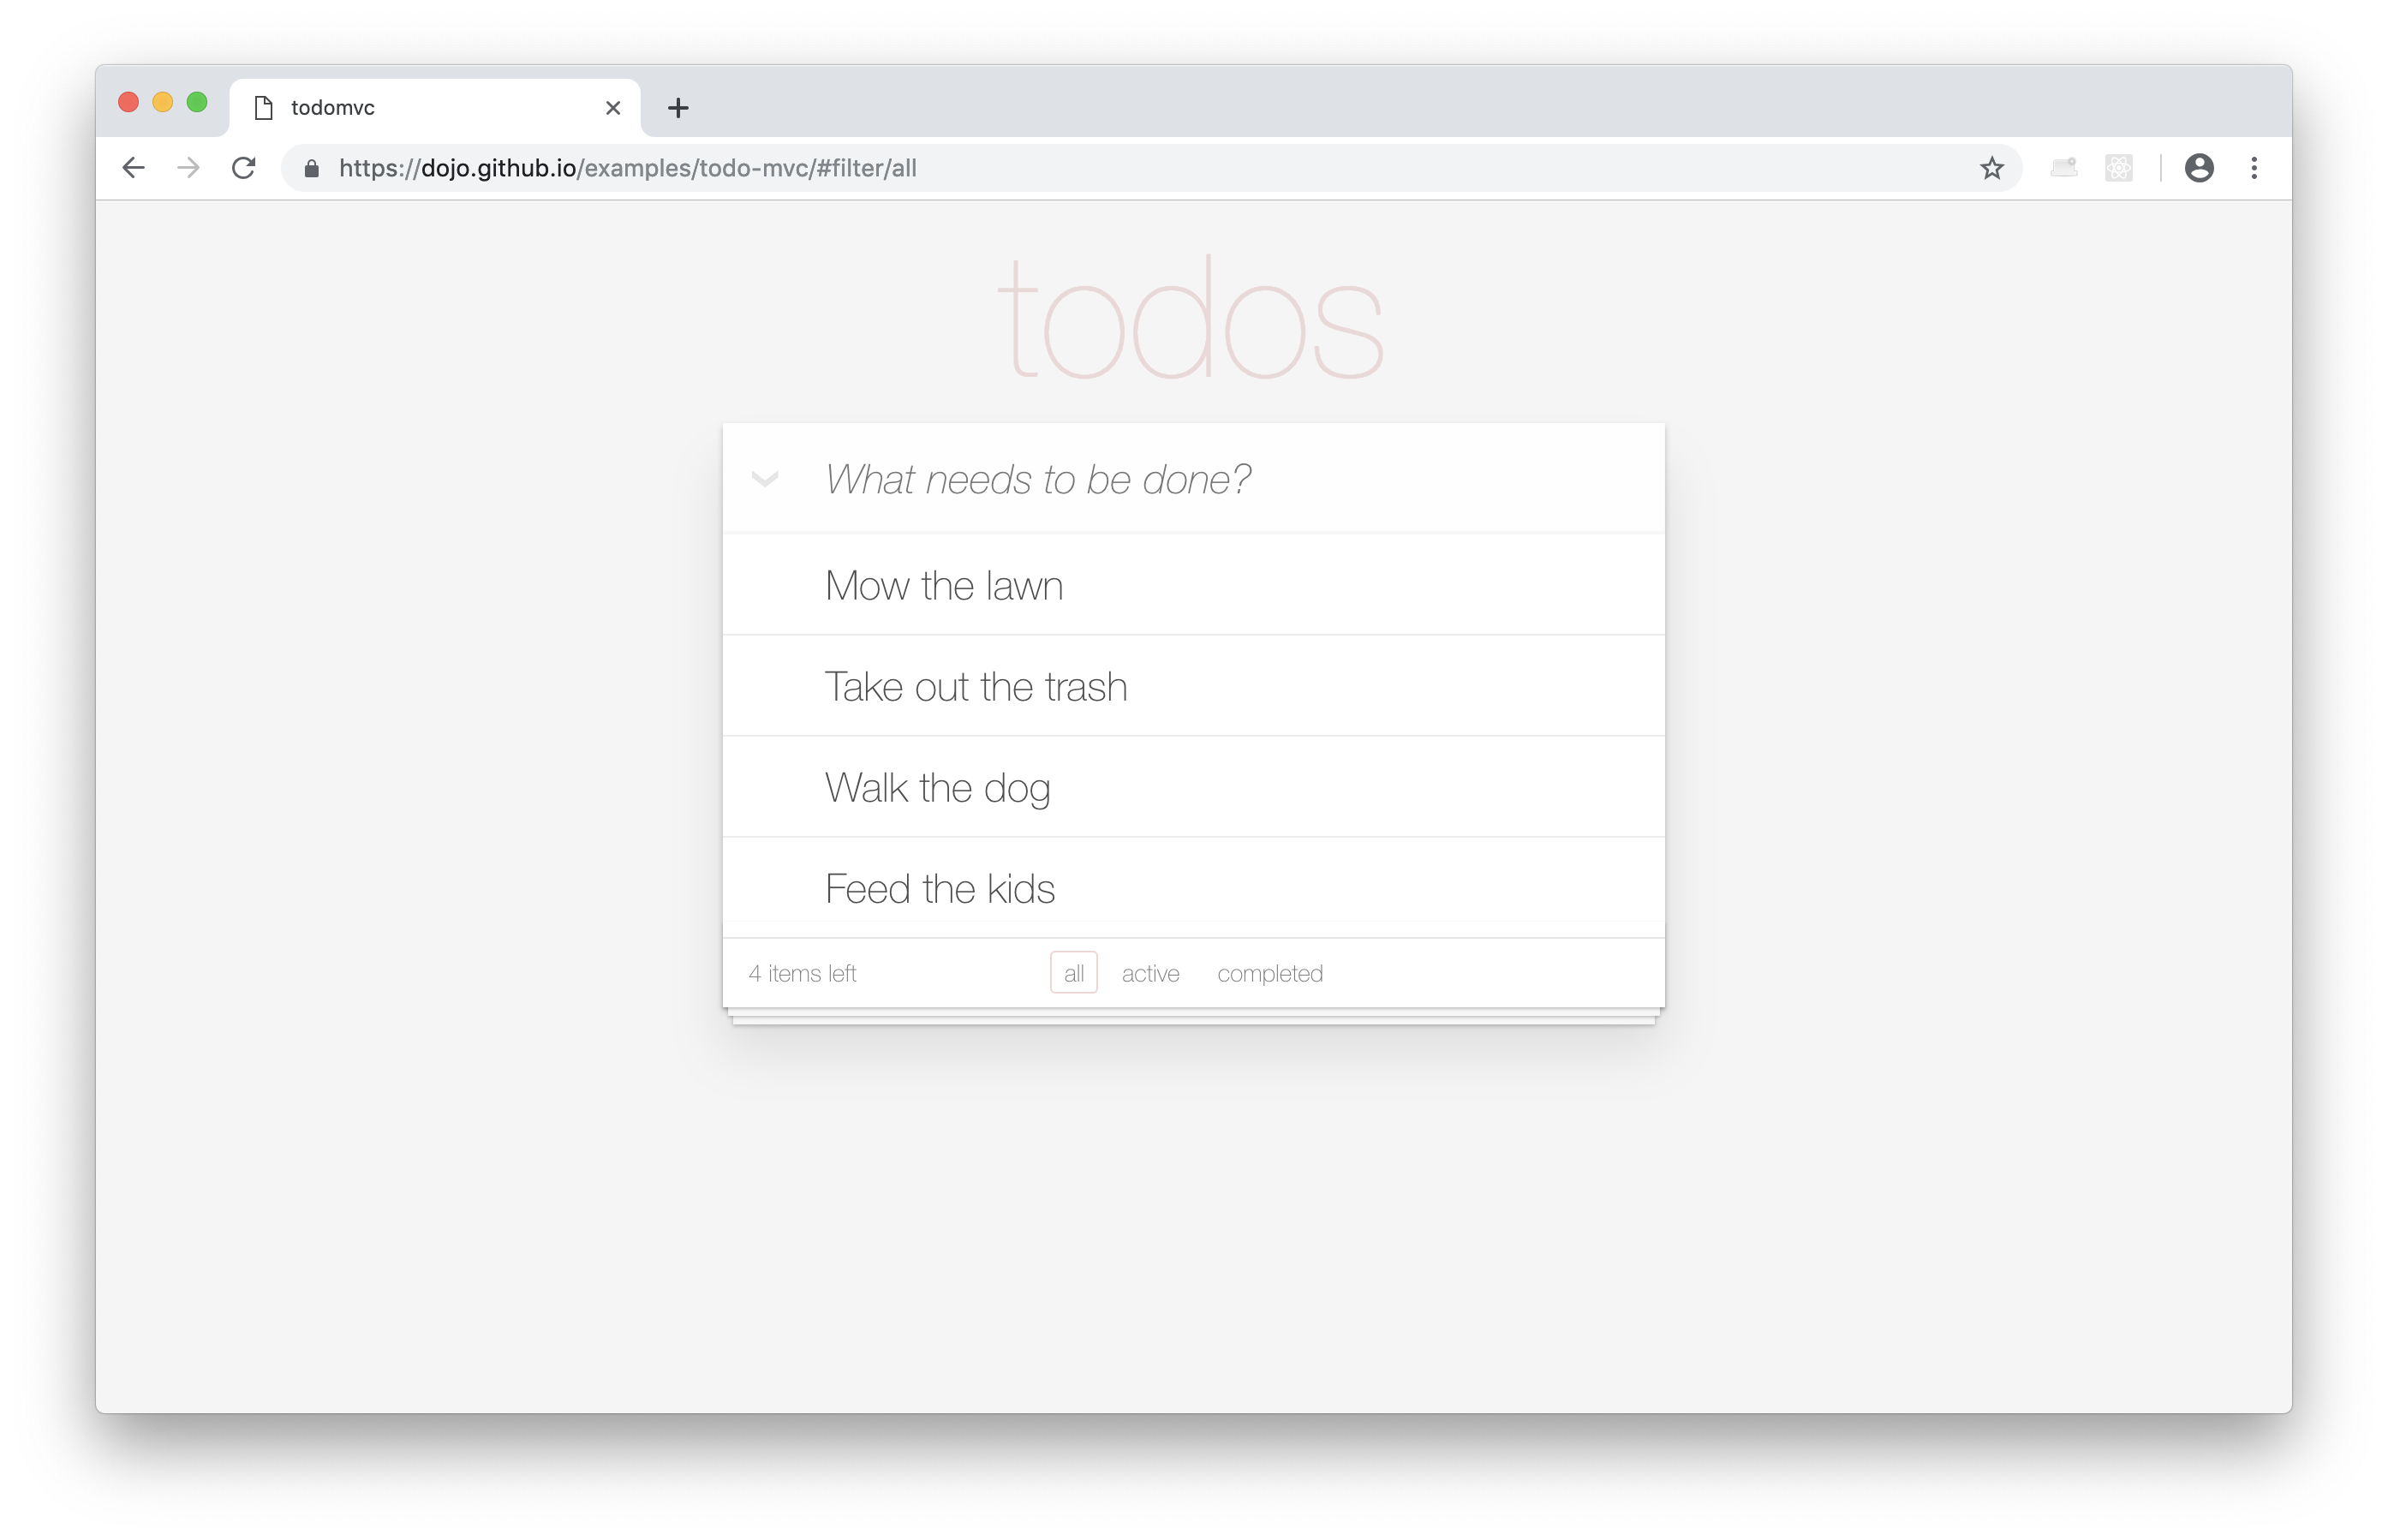 todomvc
https://dojo.github.io/examples/todo-mvc/#filter/all
todos
What needs to be done?
Mow the lawn
Take out the trash
Walk the dog
Feed the kids
4 items left all active completed